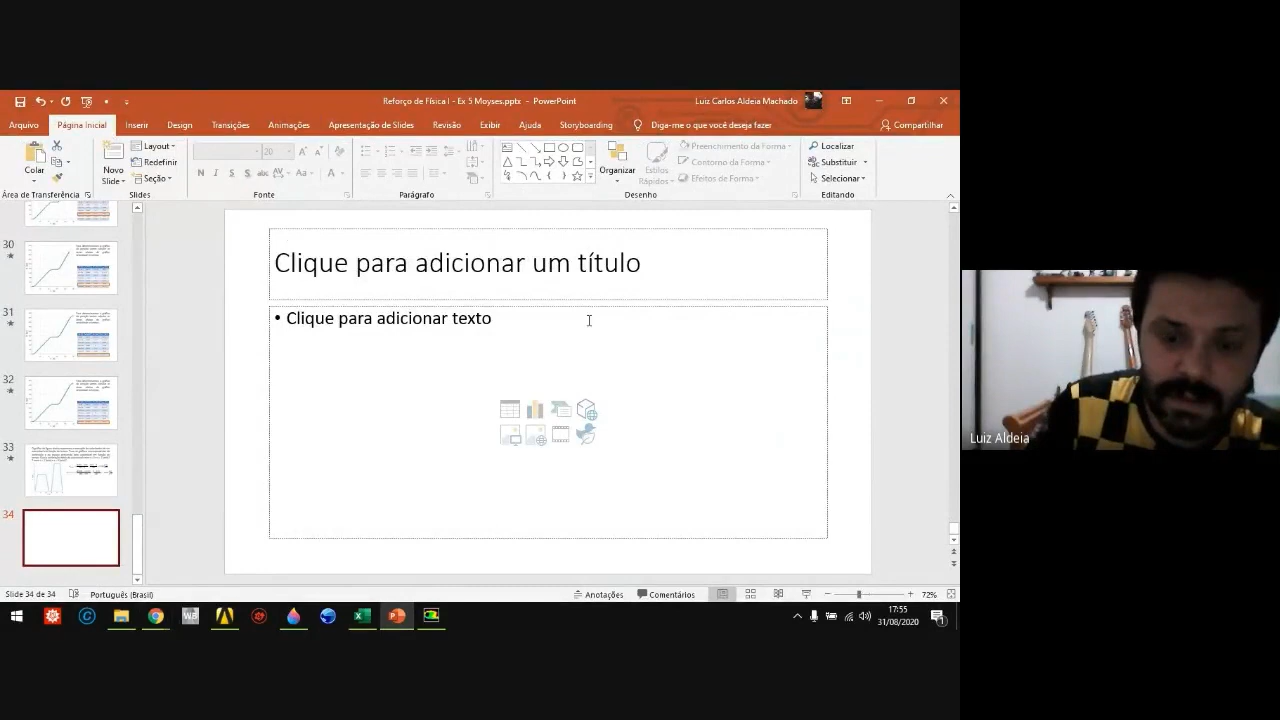 Reforço de Física I - Ex 5 Moyses.pptx - PowerPoint
Luiz Carlos Aldeia Machado
Arquivo Página Inicial Inserir Design Transições Animações Apresentação de Slides Revisão Exibir Ajuda Storyboarding Diga-me o que você deseja fazer Compartilhar
Colar
Área de Transferência
Novo
Slide
Layout
Redefinir
Seção
Slides
20
Fonte
Parágrafo
Organizar
Estilos
Rápidos
Preenchimento da Forma
Contorno da Forma
Efeitos de Forma
Desenho
Localizar
Substituir
Selecionar
Editando
30
31
32
33
34
Clique para adicionar um título
• Clique para adicionar texto
Luiz Aldeia
Slide 34 de 34 Português (Brasil) Anotações Comentários 72%
17:55
31/08/2020